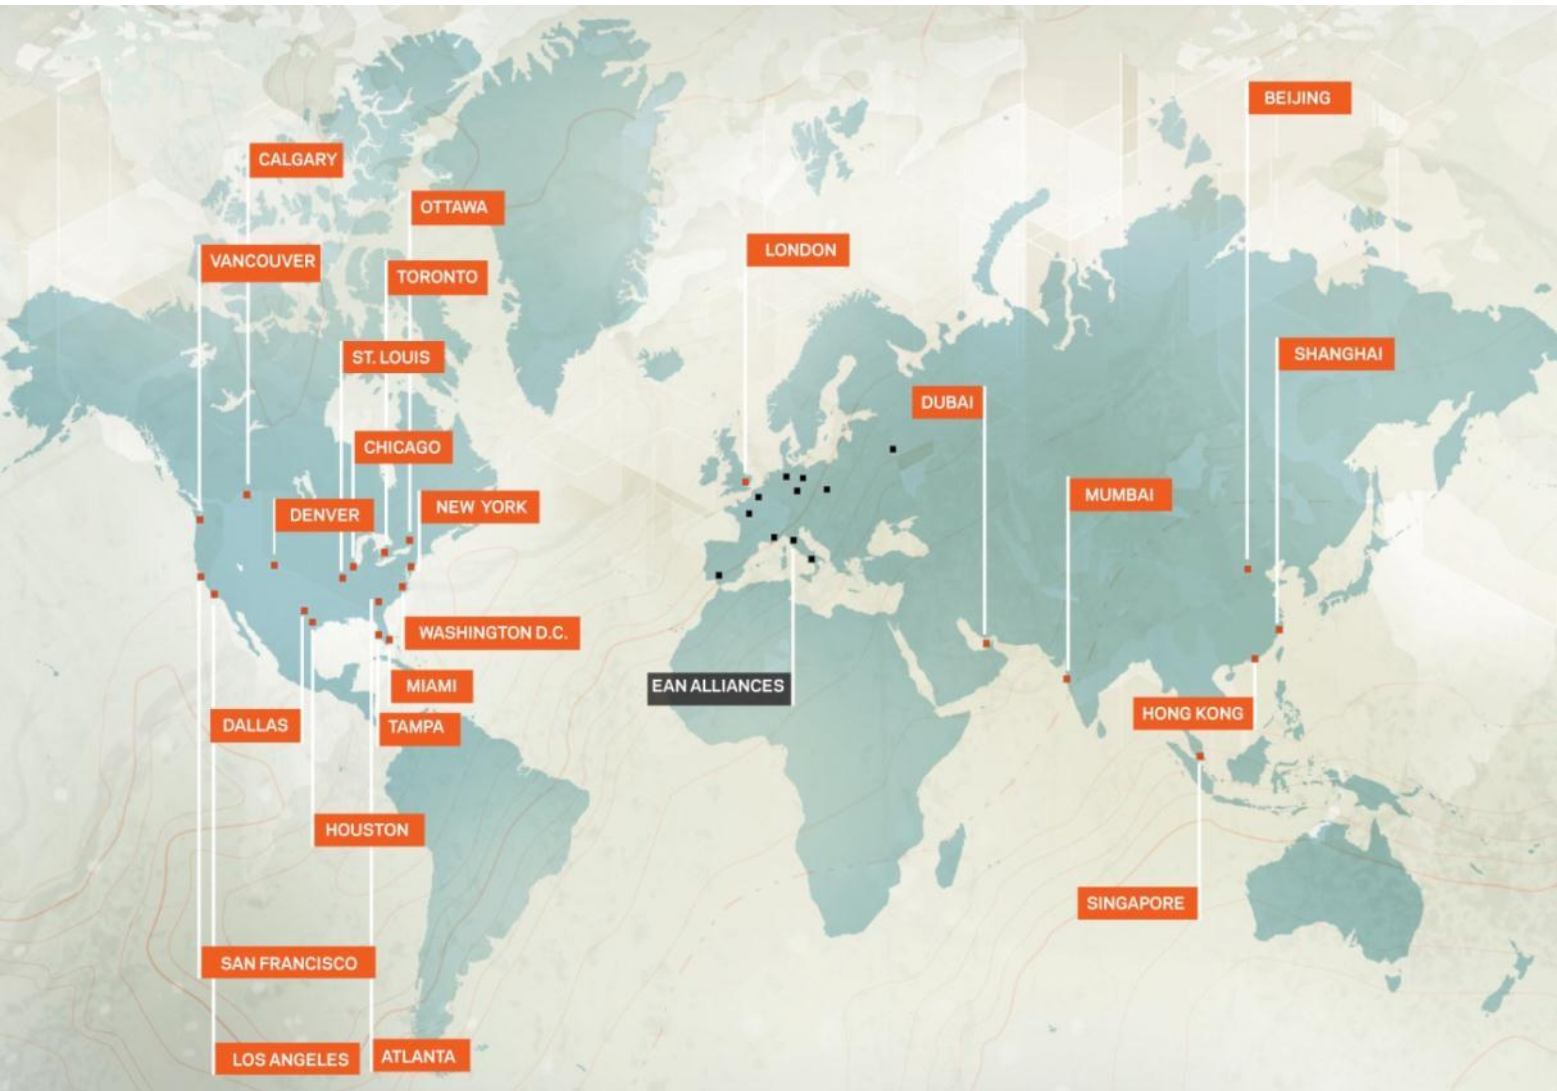 BEIJING
CALGARY
OTTAWA
LONDON
VANCOUVER
TORONTO
SHANGHAI
ST. LOUIS
DUBAI
CHICAGO
MUMBAI
NEW YORK
DENVER
WASHINGTON D.C.
EAN ALLIANCES
MIAMI
HONG KONG
DALLAS
TAMPA
HOUSTON
SINGAPORE
SAN FRANCISCO
ATLANTA
LOS ANGELES